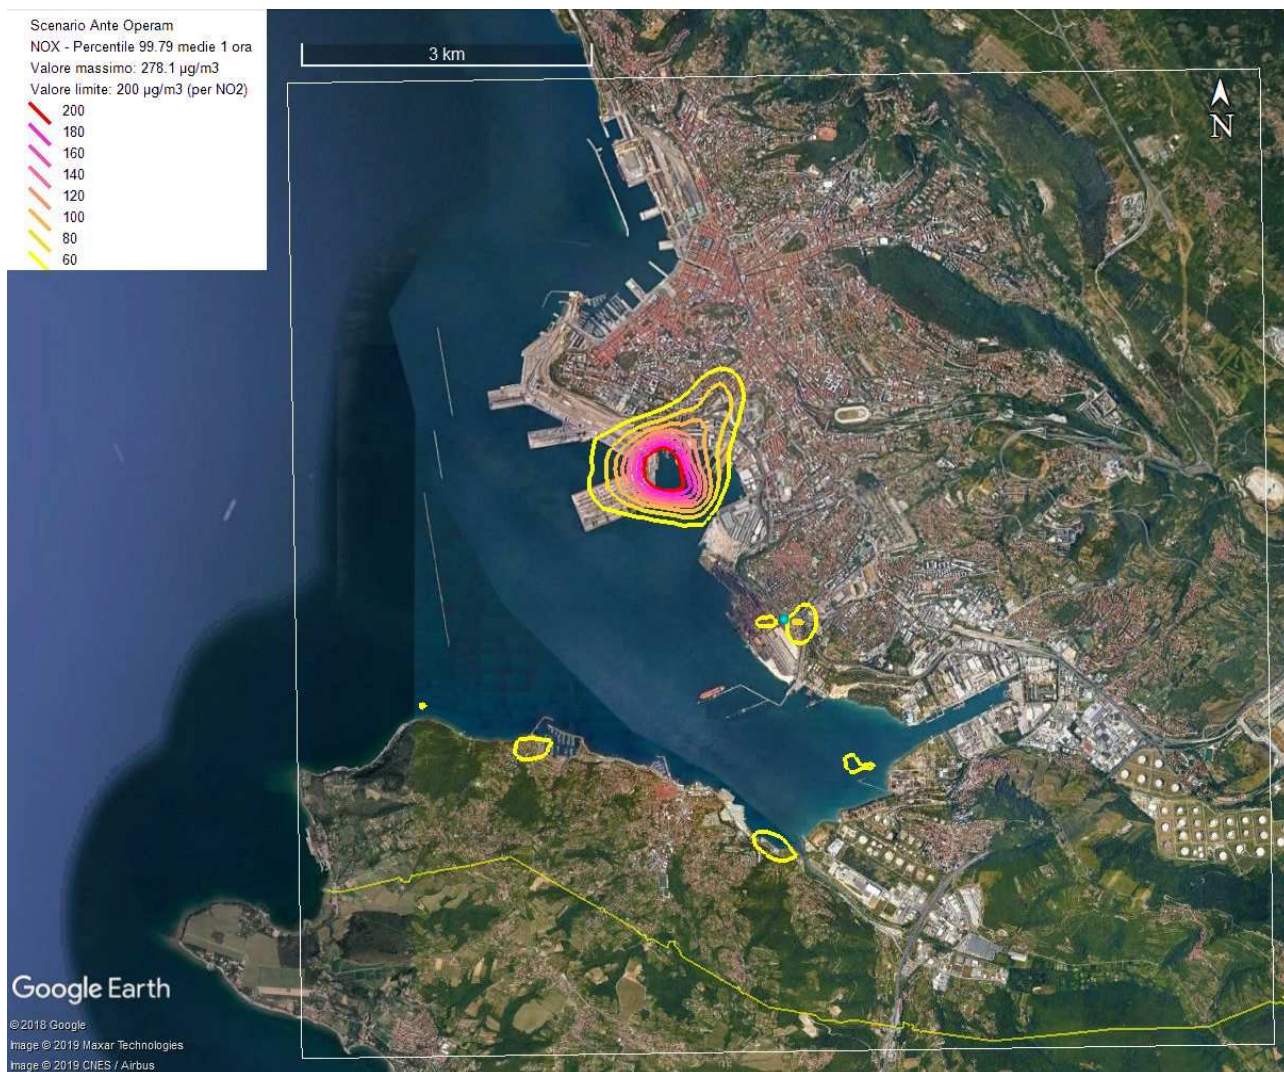 Scenario Ante Operam
NOX - Percentile 99.79 medie 1 ora
Valore massimo: 278.1 µg/m3
Valore limite: 200 µg/m3 (per NO2)
200
180
160
140
120
100
80
60
3 km
N
Google Earth
© 2018 Google
Image © 2019 Maxar Technologies
Image © 2019 CNES / Airbus